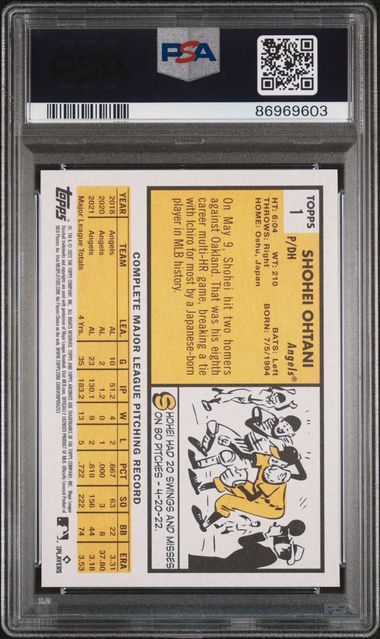 PSA
PSA
86969603
TOPPS
1
SHOHEI OHTANI
P/DH
Angels®
HT: 6:04 WT: 210 BATS: Left
THROWS: Right BORN: 7/5/1994
HOME: Oshu, Japan
On May 9, Shohei hit two homers
against Oakland. That was his eighth
career multi-HR game, breaking a tie
with Ichiro for most by a Japanese-born
player in MLB history.
SHOHEI HAD 20 SWINGS AND MISSES
ON 80 PITCHES - 4-20-22.
COMPLETE MAJOR LEAGUE PITCHING RECORD
YEAR TEAM LEA. G IP W L PCT SO BB ERA
2018 Angels AL 10 51.2 4 2 .667 63 22 3.31
2020 Angels AL 2 1.2 0 1 .000 3 8 37.80
2021 Angels AL 23 130.1 9 2 .818 156 44 3.18
Major League Totals 4 Yrs. 35 183.2 13 5 .722 222 74 3.53
topps
MLB
PLAYERS